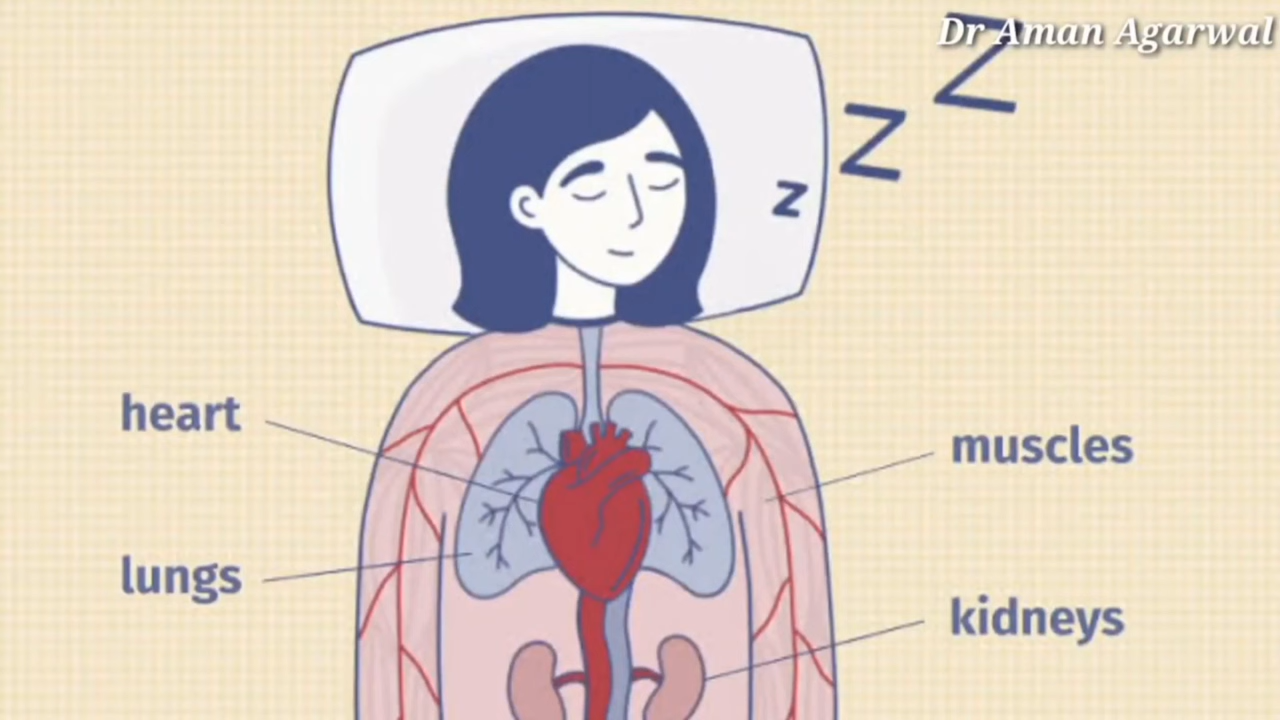 Dr Aman Agarwal
z
Z
Z
heart
muscles
lungs
kidneys